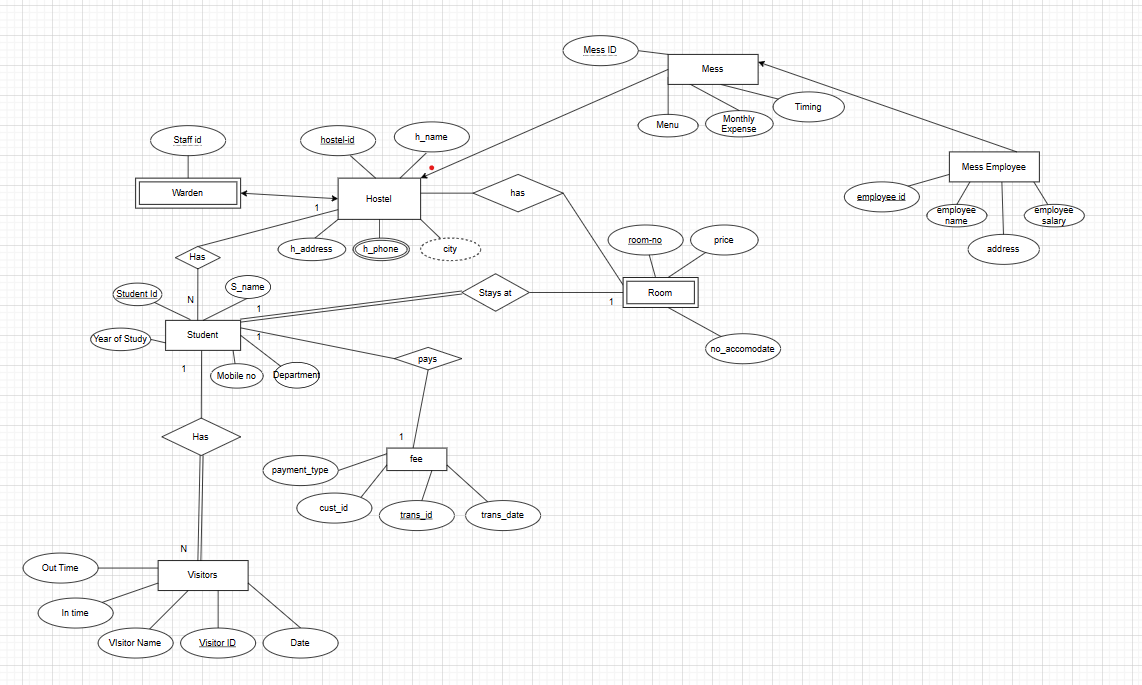 Mess ID
Mess
Timing
Menu
Monthly
Expense
Staff id
hostel-id
h_name
Mess Employee
Warden
Hostel
has
employee id
employee
name
employee
salary
1
h_address
h_phone
city
room-no
price
address
Has
Student Id
S_name
N
1
Stays at
1
Room
Year of Study
Student
1
no_accomodate
1
Mobile no
Department
pays
Has
1
fee
payment_type
cust_id
trans_id
trans_date
N
Out Time
Visitors
In time
VIsitor Name
Visitor ID
Date